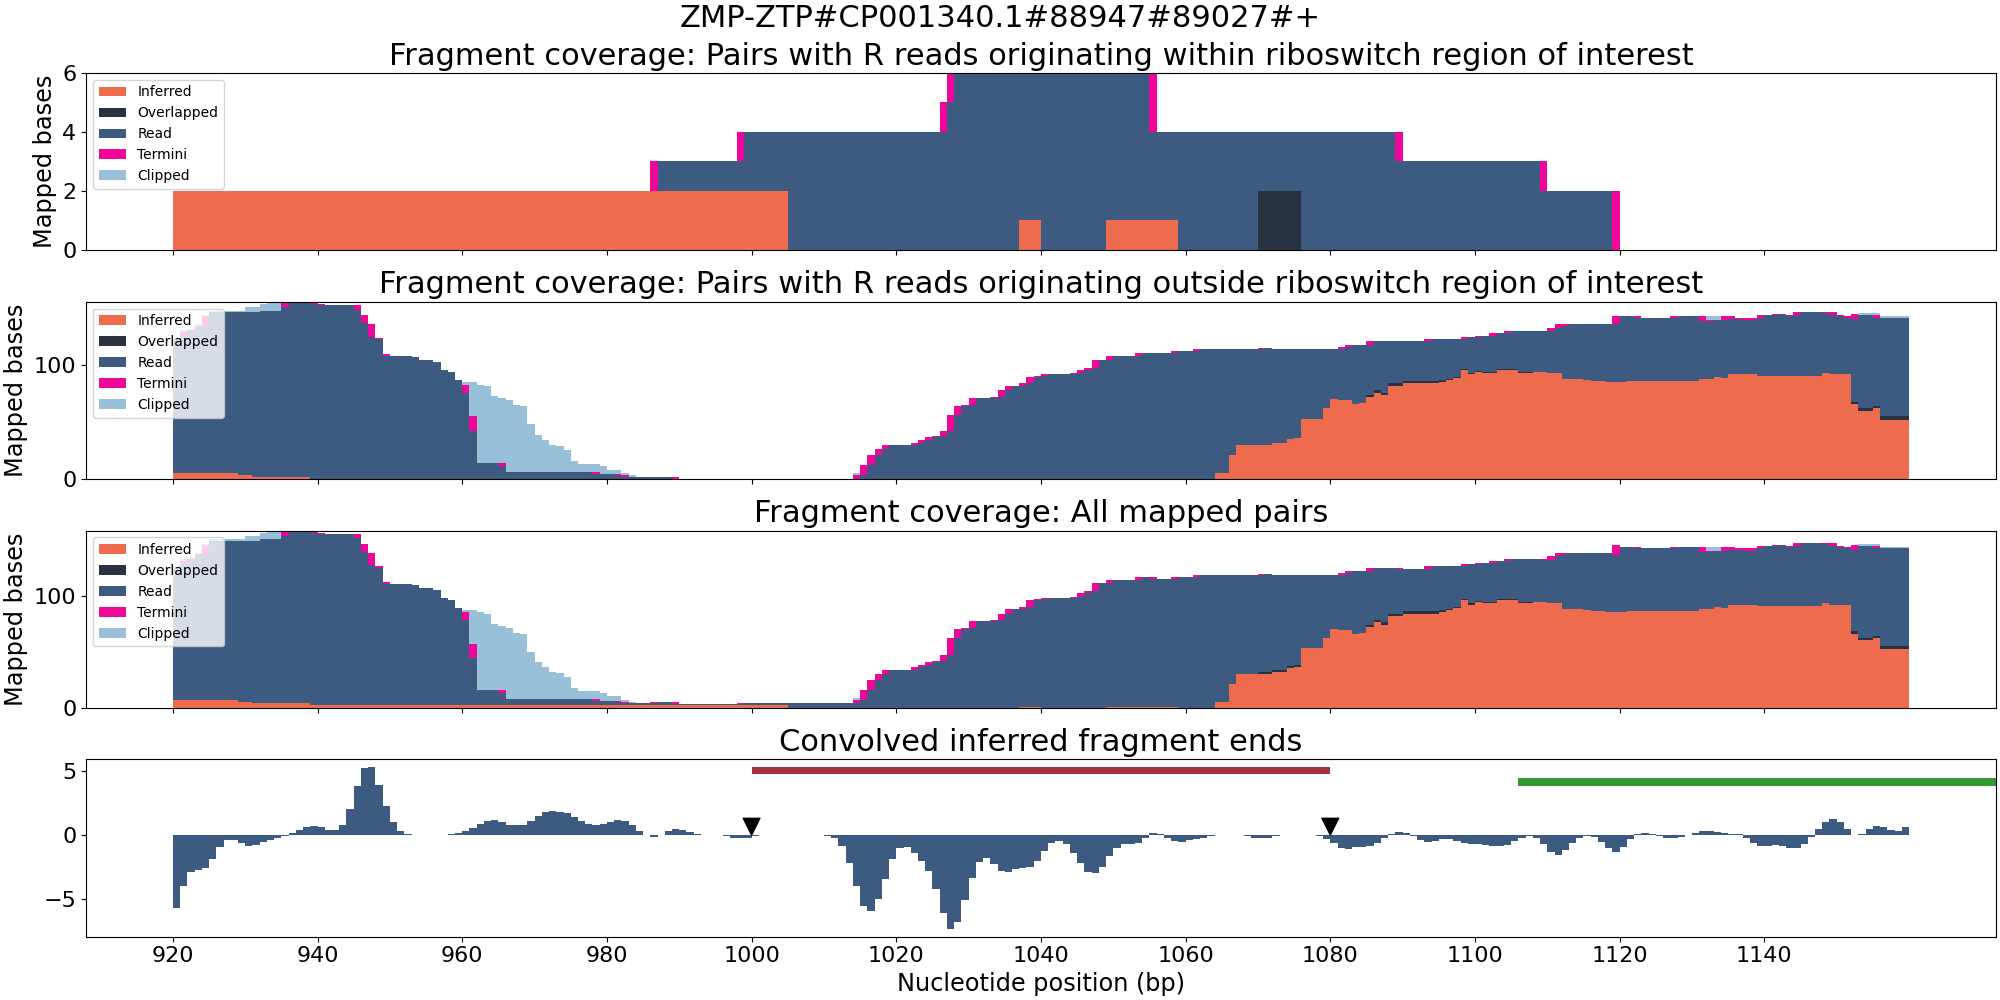 ZMP-ZTP#CP001340.1#88947#89027#+
Fragment coverage: Pairs with R reads originating within riboswitch region of interest
Mapped bases
6
4
2
0
Inferred
Overlapped
Read
Termini
Clipped
Fragment coverage: Pairs with R reads originating outside riboswitch region of interest
Mapped bases
100
0
Inferred
Overlapped
Read
Termini
Clipped
Fragment coverage: All mapped pairs
Mapped bases
100
0
Inferred
Overlapped
Read
Termini
Clipped
Convolved inferred fragment ends
5
0
−5
920 940 960 980 1000 1020 1040 1060 1080 1100 1120 1140
Nucleotide position (bp)